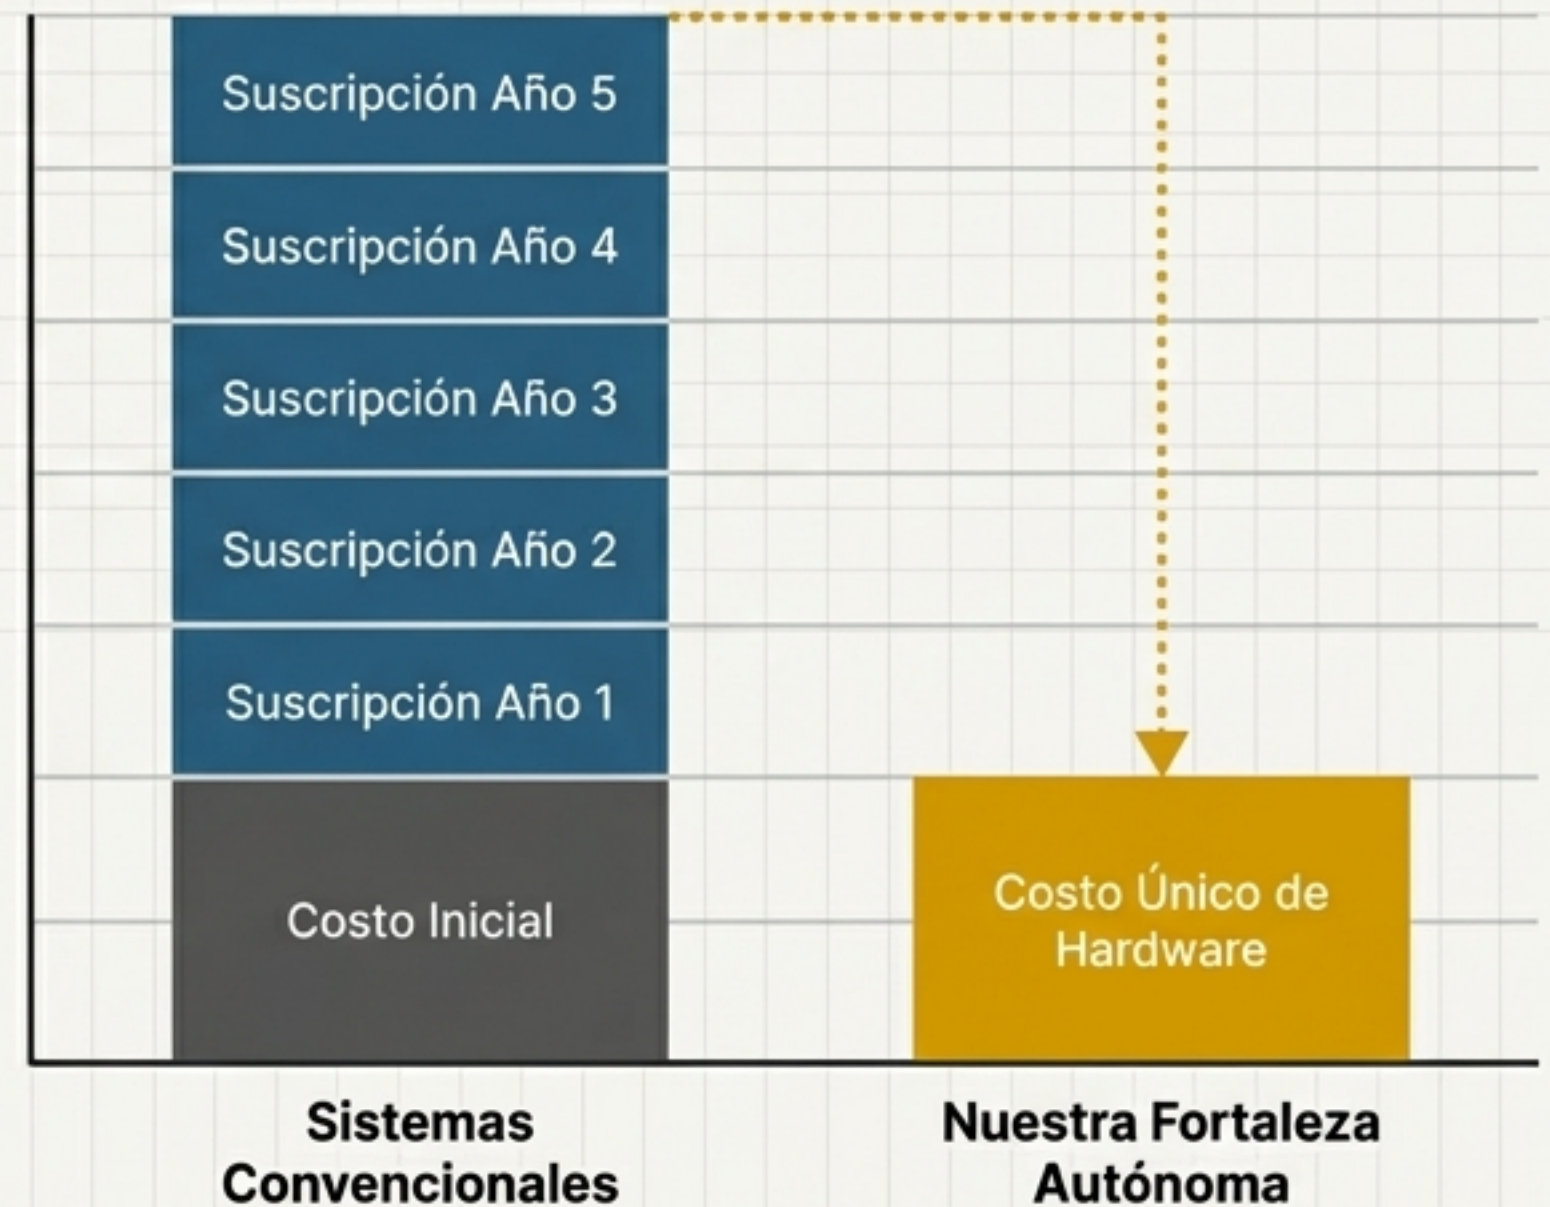 Suscripción Año 5
Suscripción Año 4
Suscripción Año 3
Suscripción Año 2
Suscripción Año 1
Costo Inicial
Costo Único de
Hardware
Sistemas
Convencionales
Nuestra Fortaleza
Autónoma